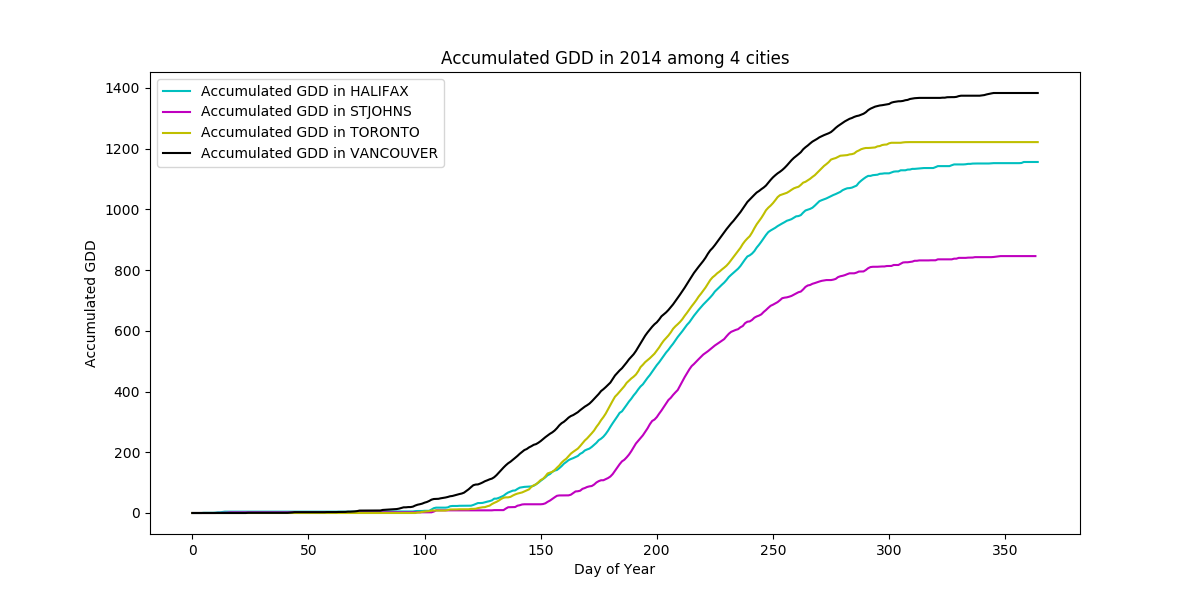 Accumulated GDD in 2014 among 4 cities
Accumulated GDD in HALIFAX
Accumulated GDD in STJOHNS
Accumulated GDD in TORONTO
Accumulated GDD in VANCOUVER
1400
1200
1000
800
600
400
200
0
Accumulated GDD
0 50 100 150 200 250 300 350
Day of Year